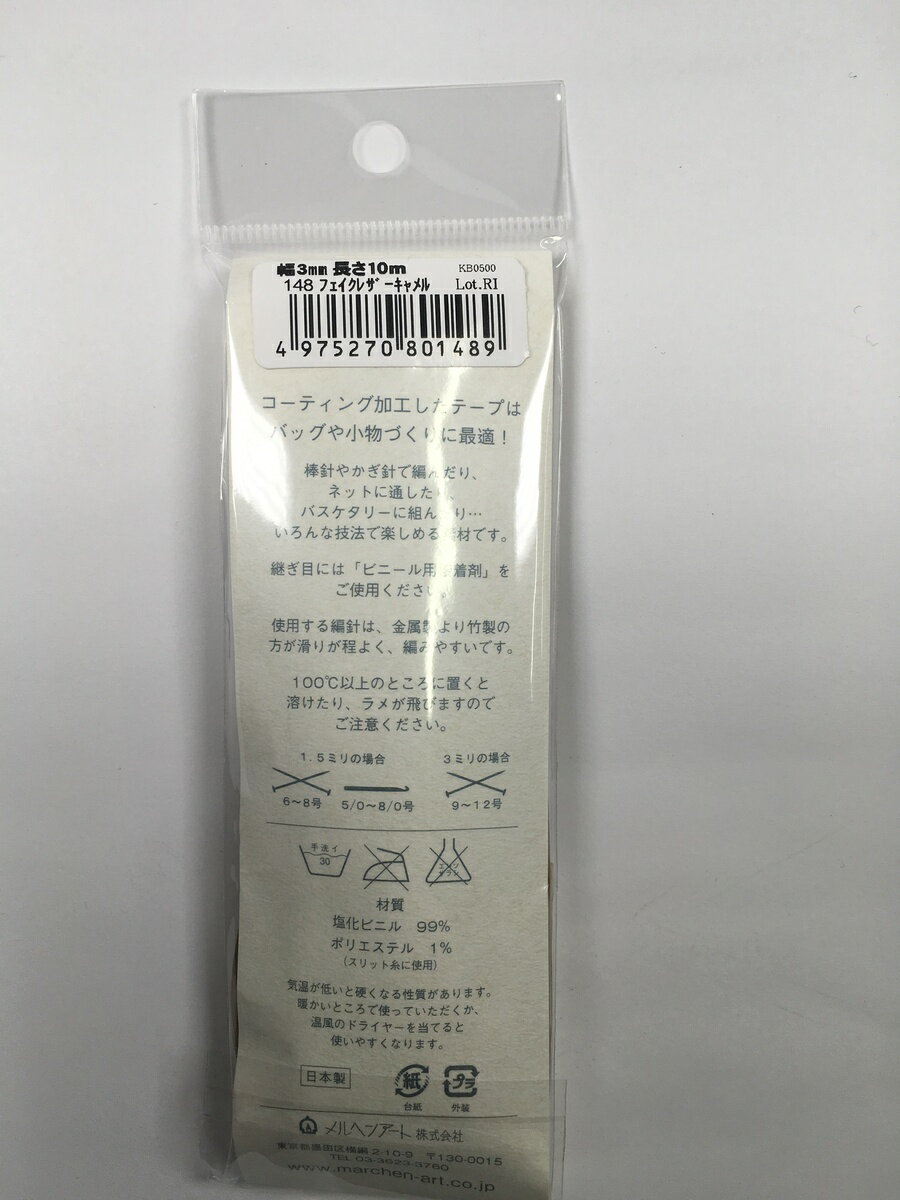 幅3mm 長さ10m KB0500
148 フェイクレザーキャメル Lot.RI
4 975270 801489
コーティング加工したテープは
バッグや小物づくりに最適！
棒針やかぎ針で編んだり、
ネットに通したり、
バスケタリーに組んだり…
いろんな技法で楽しめる素材です。
継ぎ目には「ビニール用接着剤」を
ご使用ください。
使用する編針は、金属製より竹製の
方が滑りが程よく、編みやすいです。
100℃以上のところに置くと
溶けたり、ラメが飛びますので
ご注意ください。
1.5ミリの場合 3ミリの場合
6〜8号 5/0〜8/0号 9〜12号
手洗イ
30
エンソ
サラシ
材質
塩化ビニル 99%
ポリエステル 1%
（スリット糸に使用）
気温が低いと硬くなる性質があります。
暖かいところで使っていただくか、
温風のドライヤーを当てると
使いやすくなります。
日本製 紙 プラ
台紙 外装
メルヘンアート 株式会社
東京都墨田区横網 2-10-9 〒130-0015
TEL 03-3623-3760
www.marchen-art.co.jp